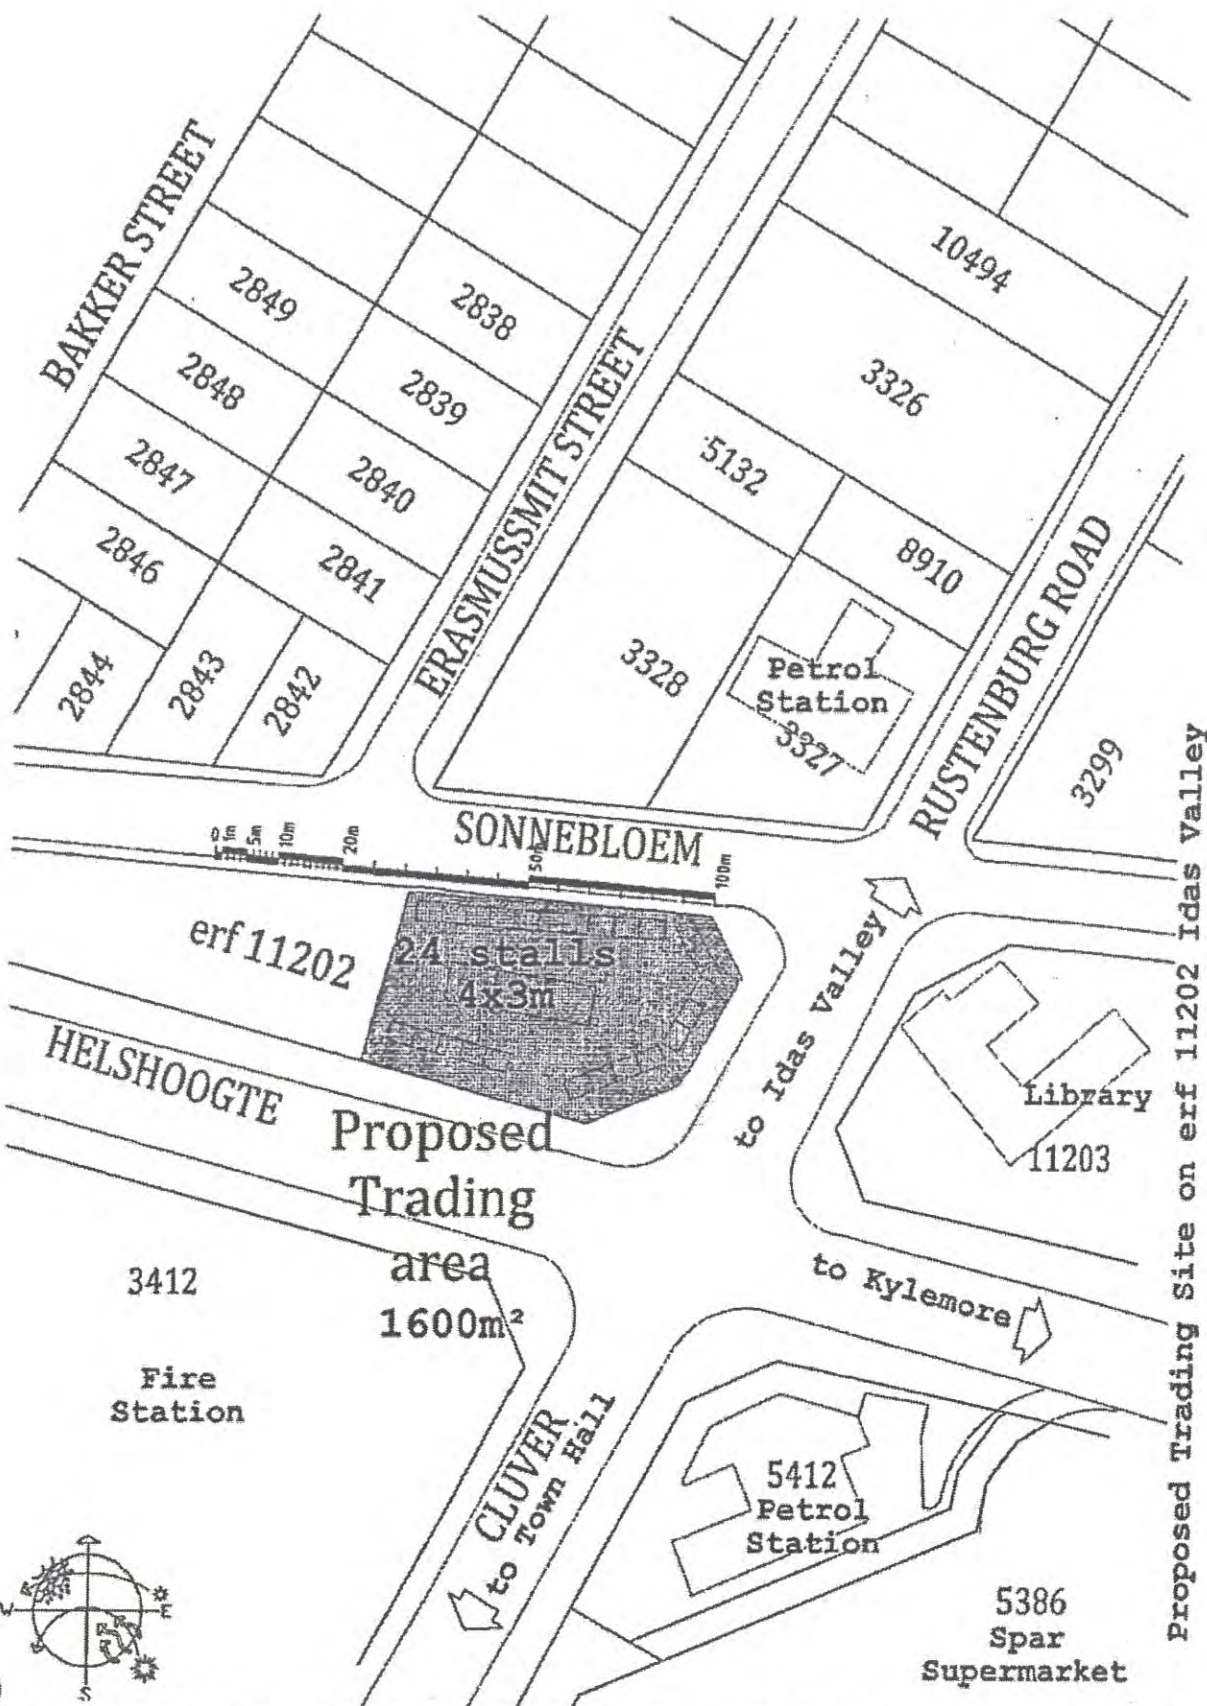 BAKKER STREET
2849
2838
2848
2839
2847
2840
2846
2841
2844
2843
2842
ERASMUSSMIT STREET
10494
3326
5132
8910
3328
Petrol
Station
3327
RUSTENBURG ROAD
3299
SONNEBLOEM
0
1m
5m
10m
20m
50m
100m
erf 11202
24 stalls
4x3m
HELSHOOGTE
Proposed
Trading
area
1600m²
to Idas Valley
Library
11203
to Kylemore
3412
Fire
Station
CLUVER
to Town Hall
5412
Petrol
Station
5386
Spar
Supermarket
W
E
S
Proposed Trading Site on erf 11202 Idas Valley